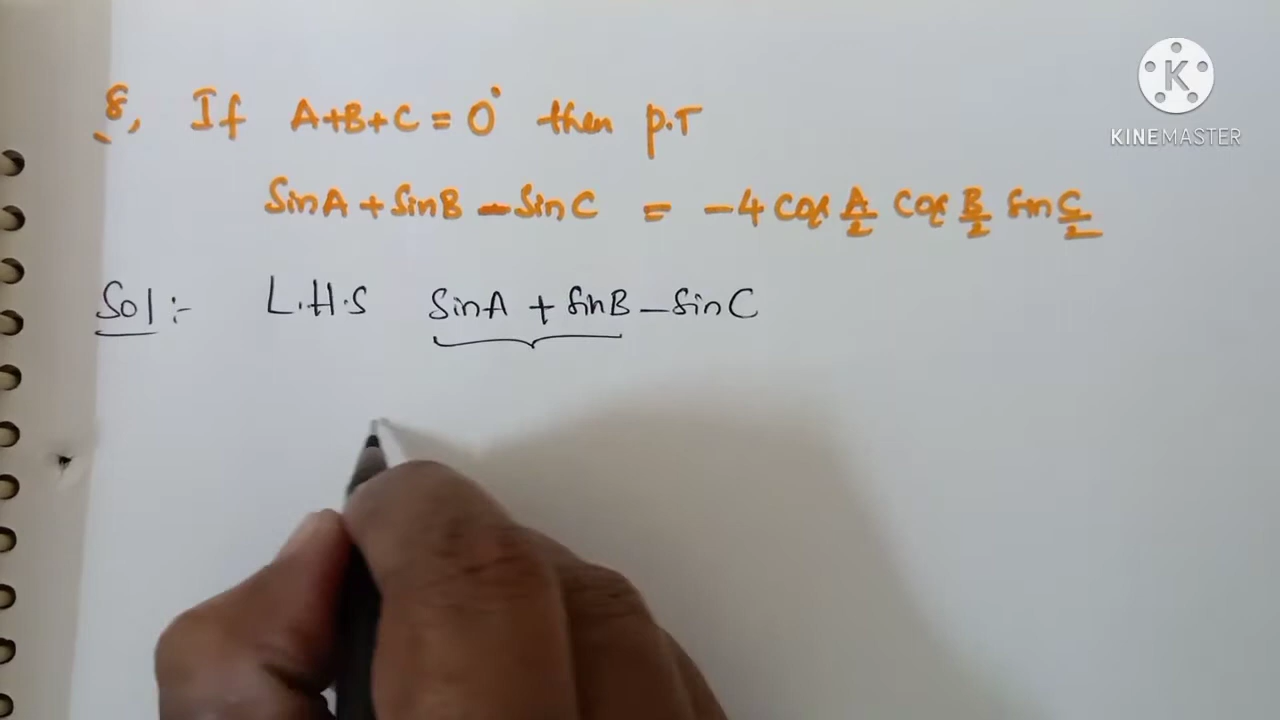 8, If A+B+C = 0° then p.T
SinA + SinB - SinC = -4 cos A/2 cos B/2 sin C/2
Sol :- L.H.S SinA + SinB - SinC
K
KINEMASTER